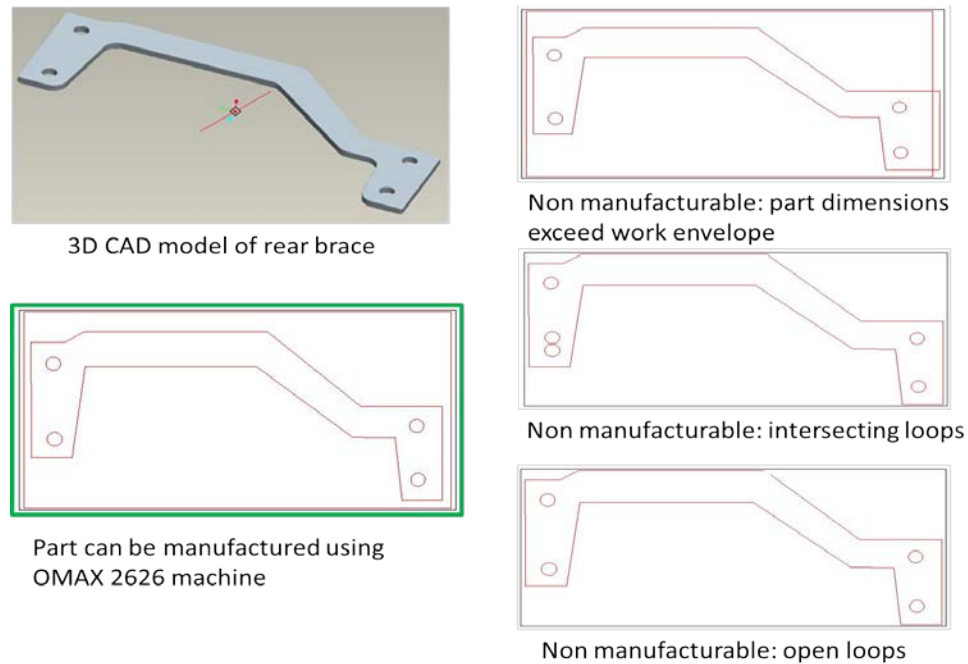 3D CAD model of rear brace
Part can be manufactured using
OMAX 2626 machine
Non manufacturable: part dimensions
exceed work envelope
Non manufacturable: intersecting loops
Non manufacturable: open loops